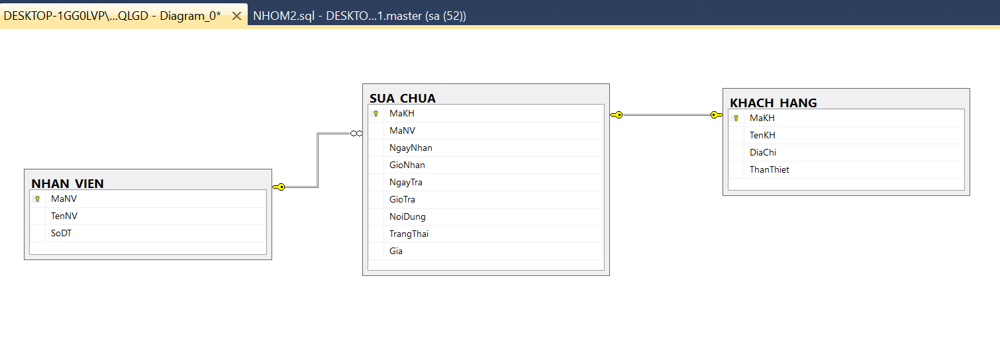 DESKTOP-1GG0LVP\...QLGD - Diagram_0*
NHOM2.sql - DESKTO...1.master (sa (52))
NHAN_VIEN
MaNV
TenNV
SoDT
SUA_CHUA
MaKH
MaNV
NgayNhan
GioNhan
NgayTra
GioTra
NoiDung
TrangThai
Gia
KHACH_HANG
MaKH
TenKH
DiaChi
ThanThiet